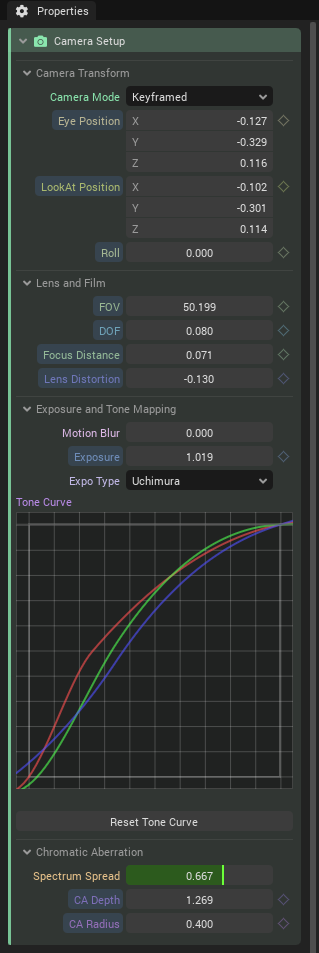 Properties
Camera Setup
Camera Transform
Camera Mode Keyframed
Eye Position X -0.127
Y -0.329
Z 0.116
LookAt Position X -0.102
Y -0.301
Z 0.114
Roll 0.000
Lens and Film
FOV 50.199
DOF 0.080
Focus Distance 0.071
Lens Distortion -0.130
Exposure and Tone Mapping
Motion Blur 0.000
Exposure 1.019
Expo Type Uchimura
Tone Curve
Reset Tone Curve
Chromatic Aberration
Spectrum Spread 0.667
CA Depth 1.269
CA Radius 0.400